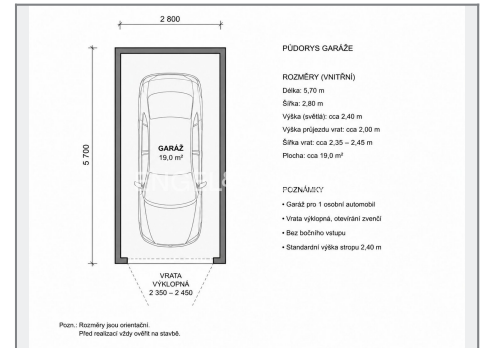 2 800
5 700
GARÁŽ
19,0 m²
VRATA
VÝKLOPNÁ
2 350 – 2 450
Pozn.: Rozměry jsou orientační.
Před realizací vždy ověřit na stavbě.
PŮDORYS GARÁŽE
ROZMĚRY (VNITŘNÍ)
Délka: 5,70 m
Šířka: 2,80 m
Výška (světlá): cca 2,40 m
Výška průjezdu vrat: cca 2,00 m
Šířka vrat: cca 2,35 – 2,45 m
Plocha: cca 19,0 m²
POZNÁMKY
• Garáž pro 1 osobní automobil
• Vrata výklopná, otevírání zvenčí
• Bez bočního vstupu
• Standardní výška stropu 2,40 m